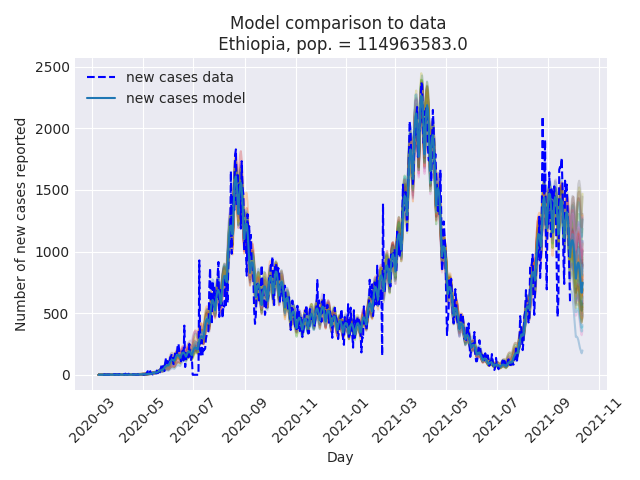 Model comparison to data
Ethiopia, pop. = 114963583.0
new cases data
new cases model
Number of new cases reported
2500
2000
1500
1000
500
0
2020-03
2020-05
2020-07
2020-09
2020-11
2021-01
2021-03
2021-05
2021-07
2021-09
2021-11
Day